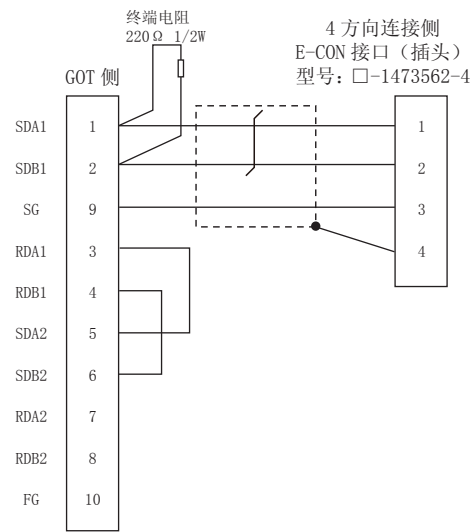 终端电阻
220 Ω 1/2W
4 方向连接侧
E-CON 接口（插头）
型号：□-1473562-4
GOT 侧
SDA1 1 1
SDB1 2 2
SG 9 3
RDA1 3 4
RDB1 4
SDA2 5
SDB2 6
RDA2 7
RDB2 8
FG 10